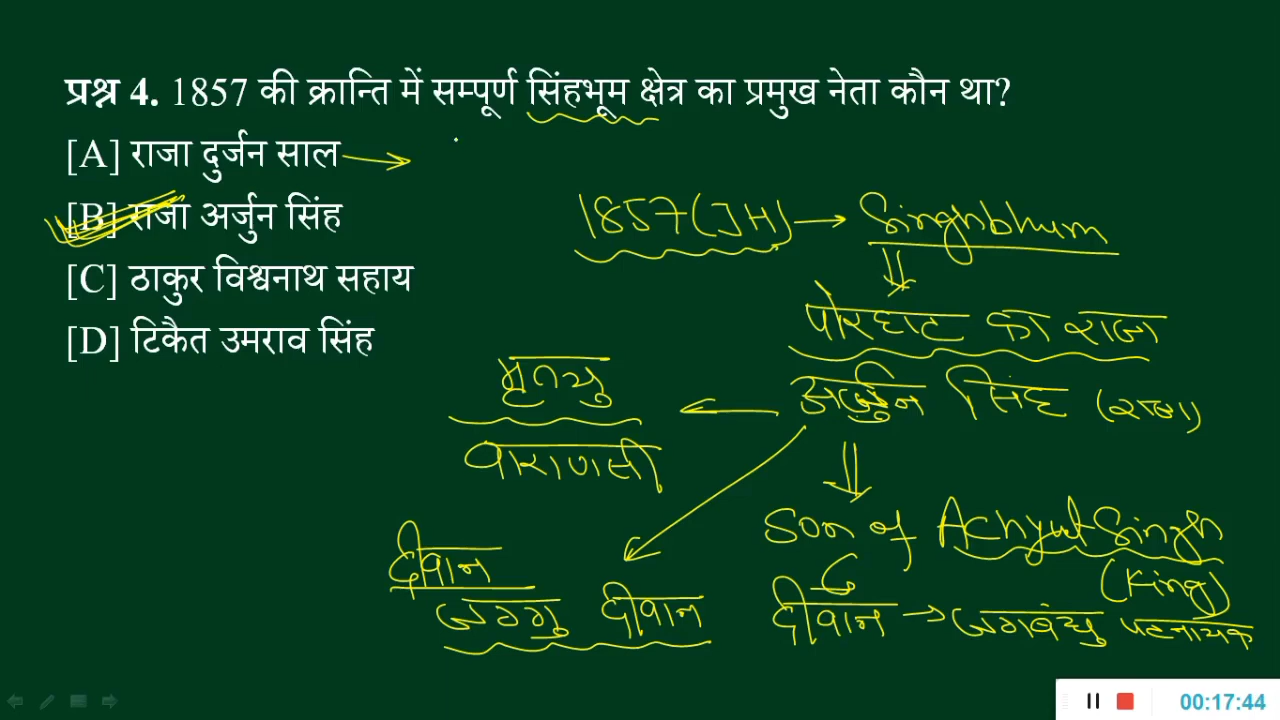 प्रश्न 4. 1857 की क्रान्ति में सम्पूर्ण सिंहभूम क्षेत्र का प्रमुख नेता कौन था?
[A] राजा दुर्जन साल
[B] राजा अर्जुन सिंह
[C] ठाकुर विश्वनाथ सहाय
[D] टिकैत उमराव सिंह
1857 (JH) → Singhbhum
पोरहाट का राजा
अर्जुन सिंह (राजा)
मृत्यु
वाराणसी
Son of Achyut Singh
(King)
दीवान → जगबंधु पटनायक
दीवान
जग्गु दीवान
00:17:44